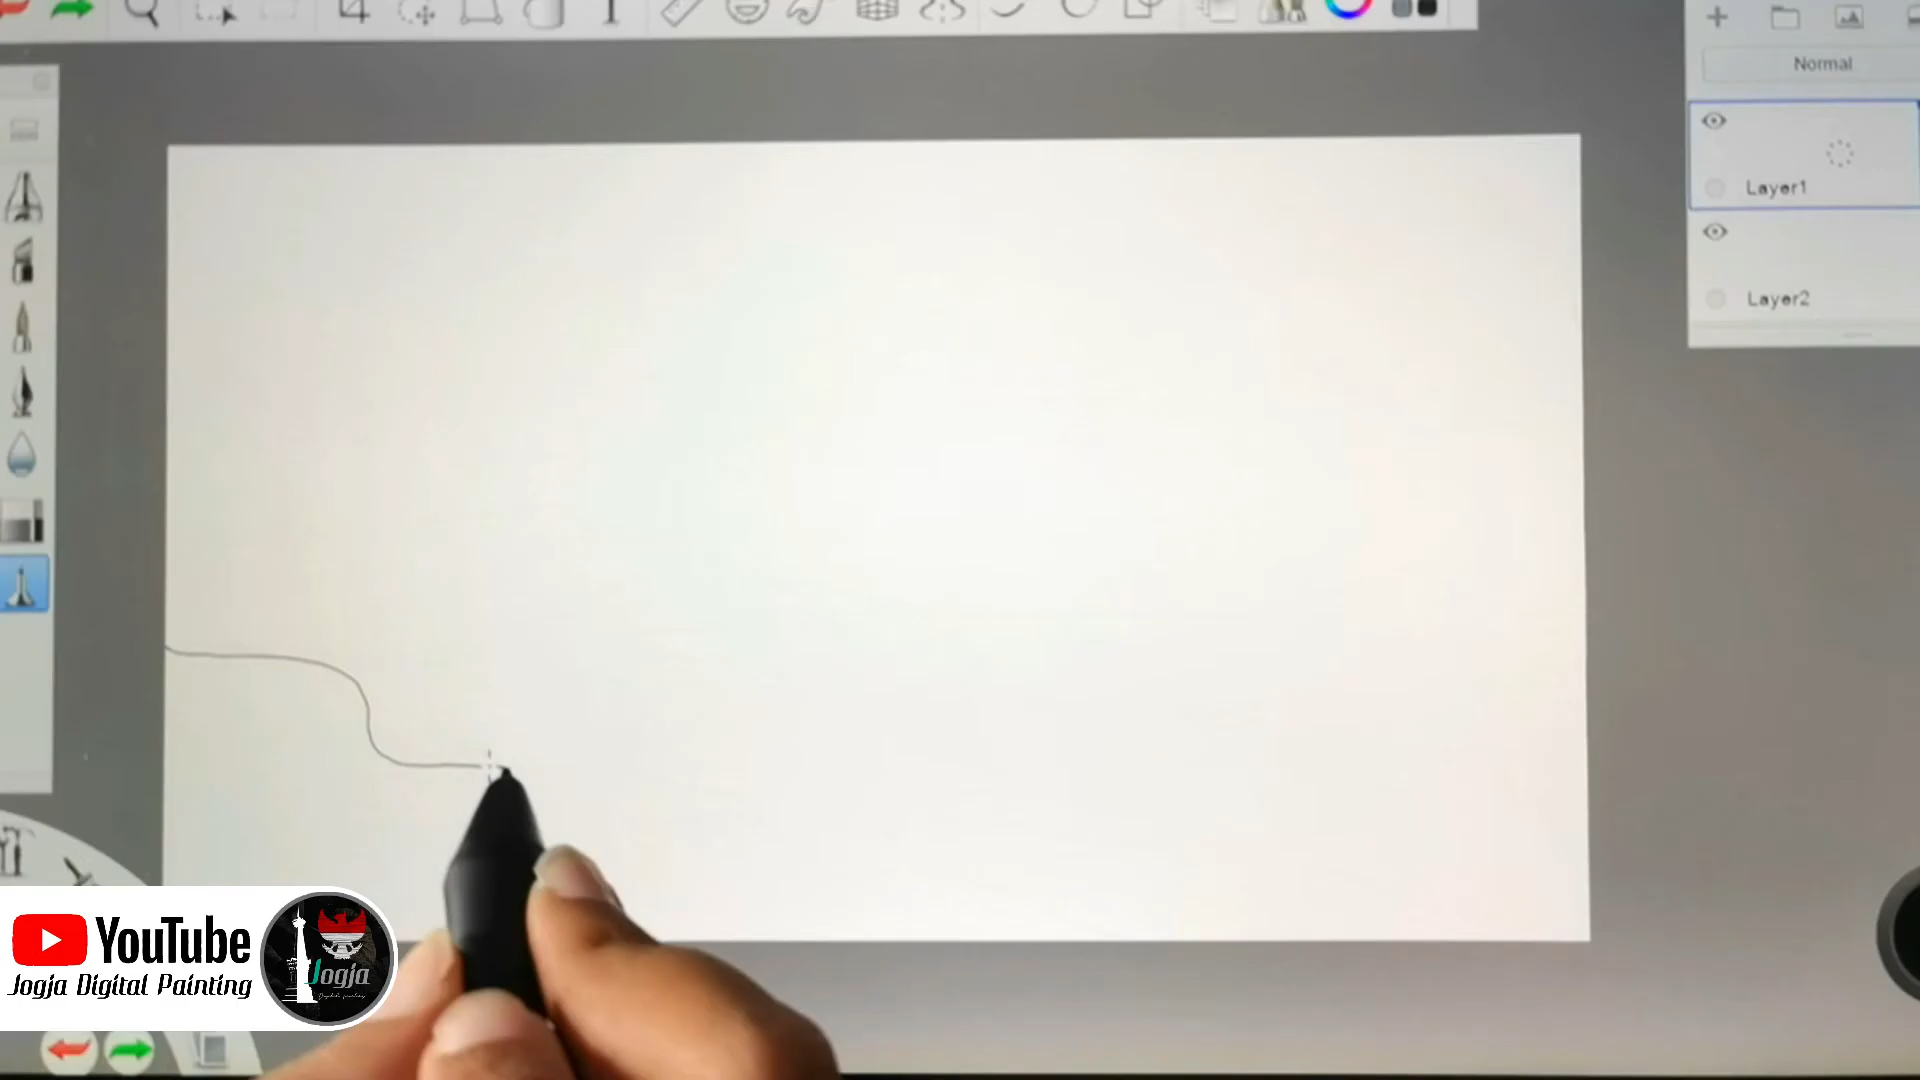 Normal
Layer1
Layer2
YouTube
Jogja Digital Painting
Jogja